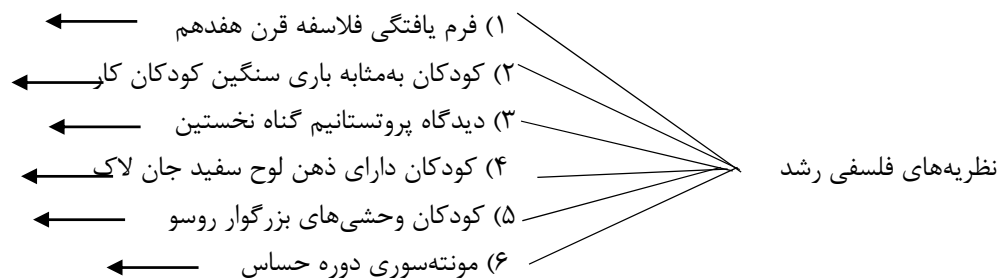 نظریه‌های فلسفی رشد
۱) فرم یافتگی فلاسفه قرن هفدهم
۲) کودکان به‌مثابه باری سنگین کودکان کار
۳) دیدگاه پروتستانیم گناه نخستین
۴) کودکان دارای ذهن لوح سفید جان لاک
۵) کودکان وحشی‌های بزرگوار روسو
۶) مونته‌سوری دوره حساس